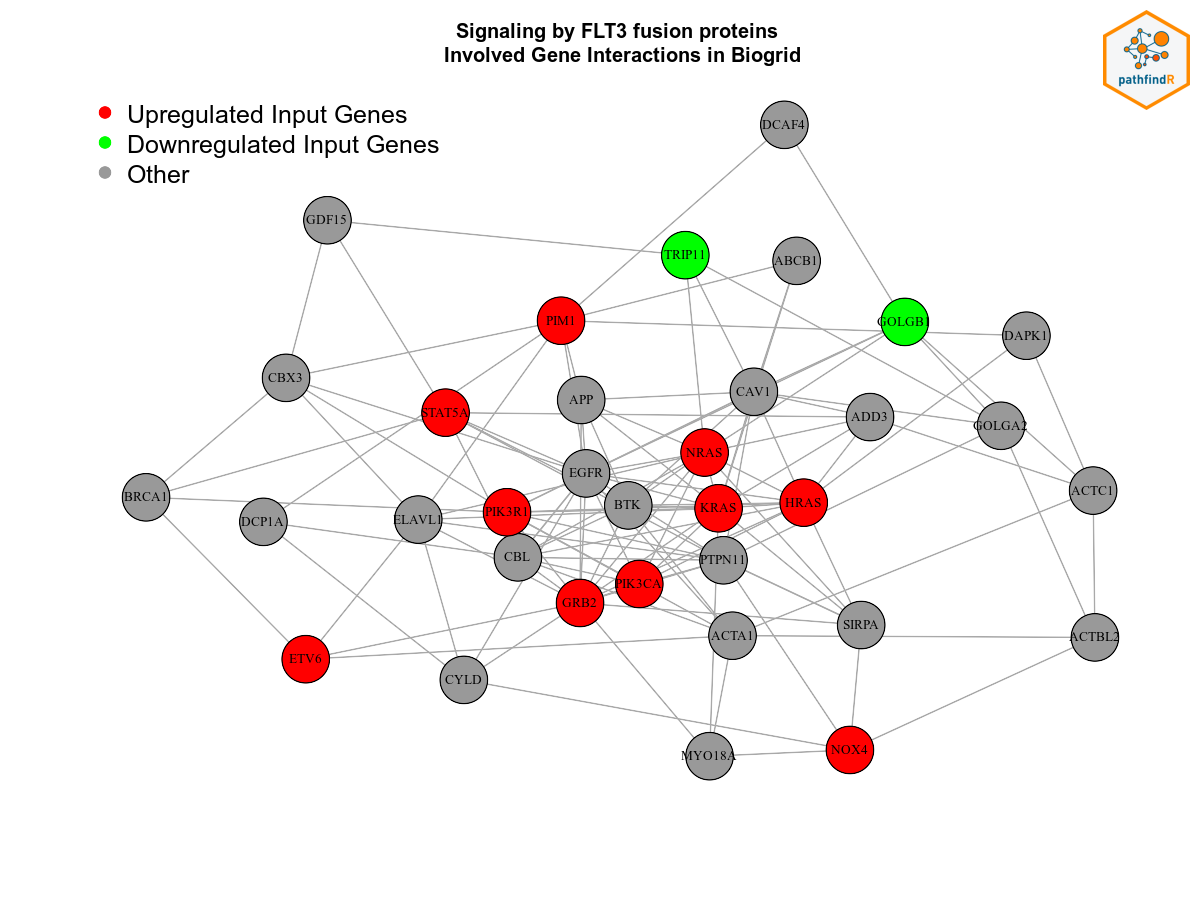 Signaling by FLT3 fusion proteins
Involved Gene Interactions in Biogrid
pathfindR
Upregulated Input Genes
Downregulated Input Genes
Other
DCAF4
GDF15
TRIP11
ABCB1
PIM1
GOLGB1
DAPK1
CBX3
APP
CAV1
STAT5A
ADD3
GOLGA2
NRAS
EGFR
BRCA1
ACTC1
DCP1A
ELAVL1
PIK3R1
BTK
KRAS
HRAS
CBL
PTPN11
PIK3CA
GRB2
SIRPA
ACTA1
ACTBL2
ETV6
CYLD
MYO18A
NOX4